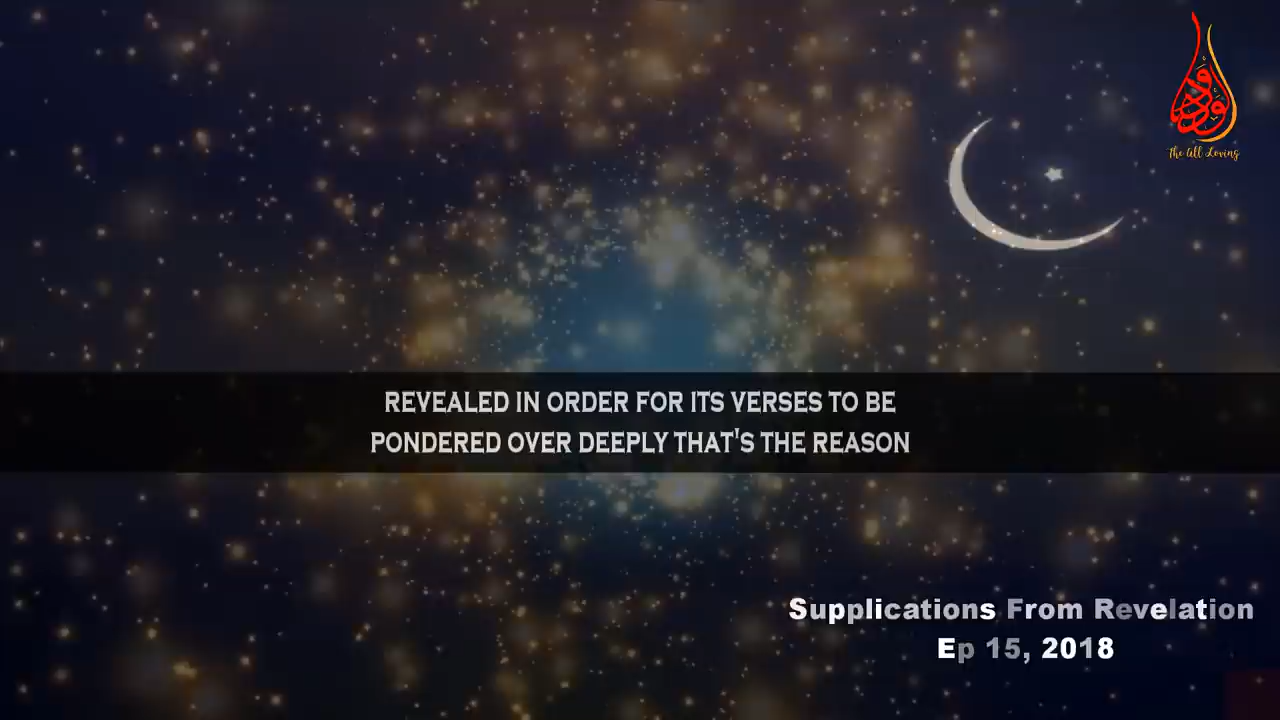 الودود
The All Loving
REVEALED IN ORDER FOR ITS VERSES TO BE
PONDERED OVER DEEPLY THAT'S THE REASON
Supplications From Revelation
Ep 15, 2018